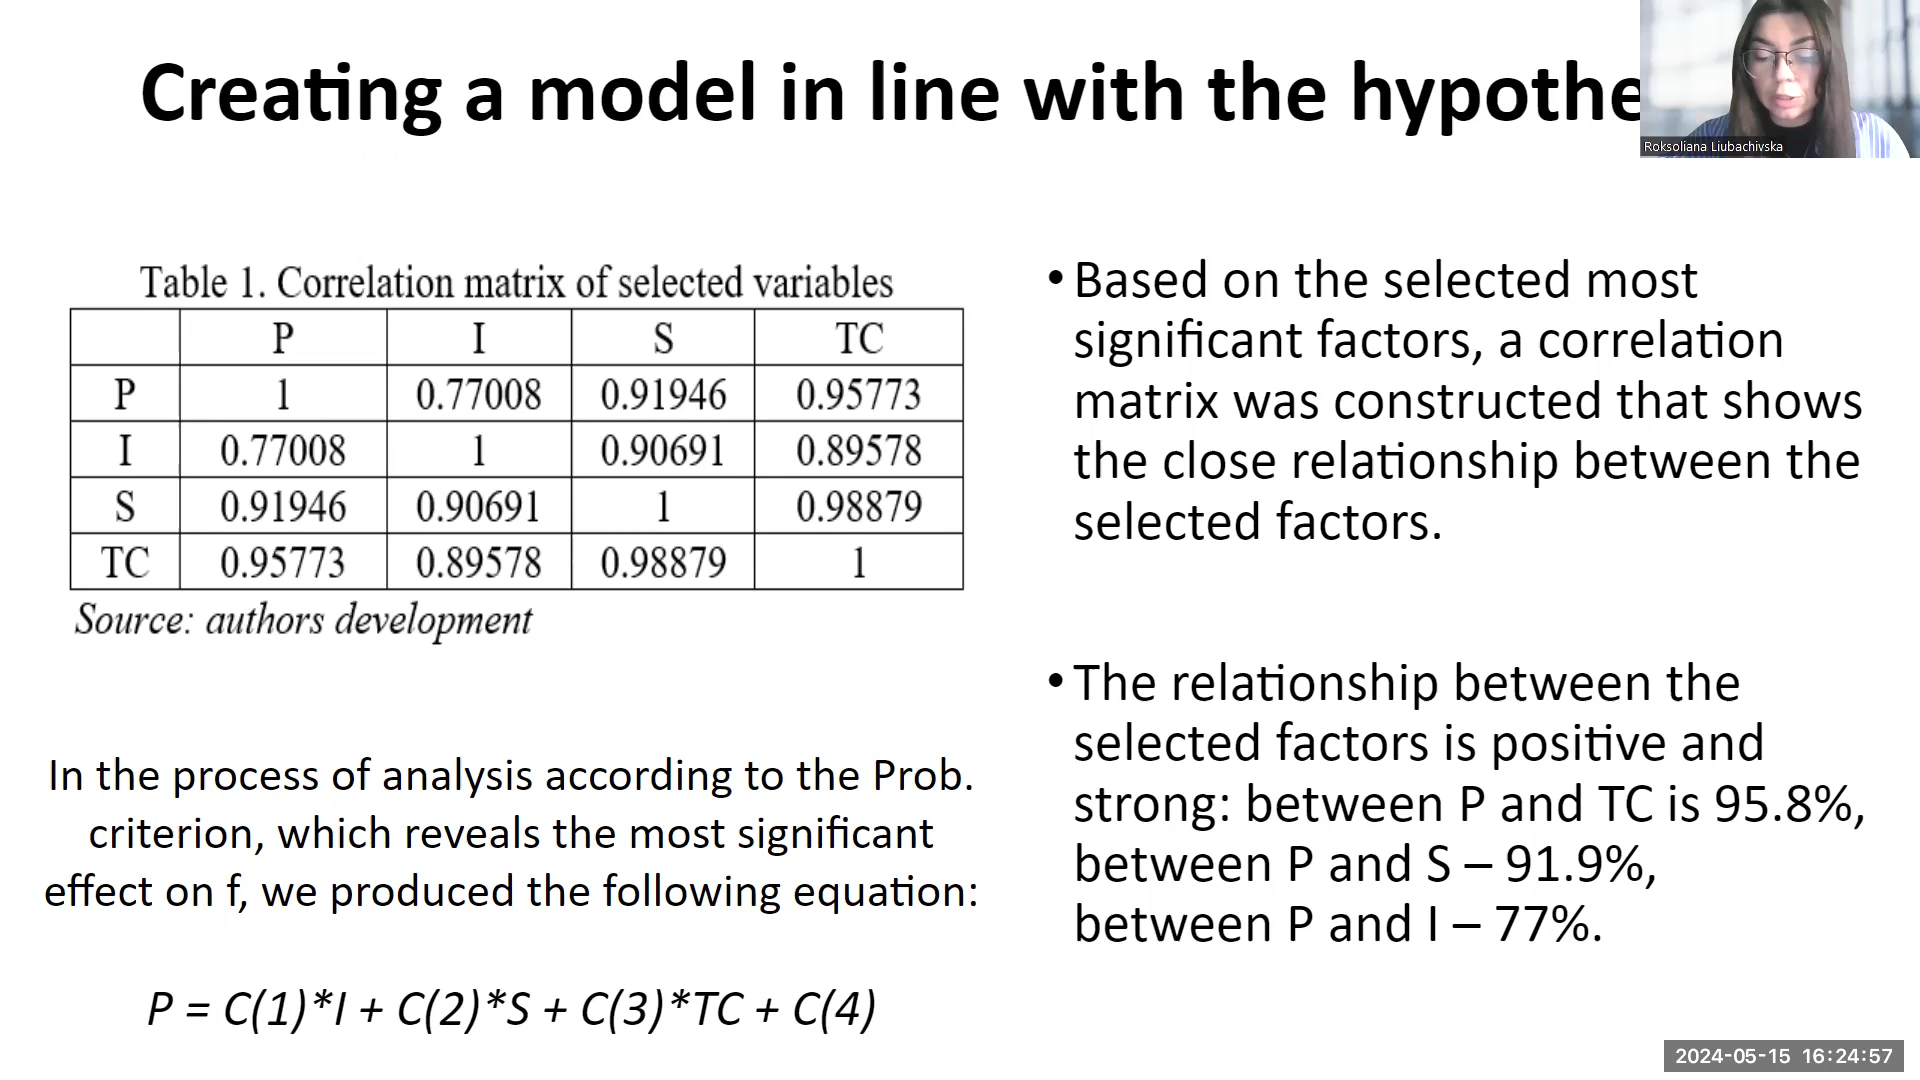 Creating a model in line with the hypothe
Roksoliana Liubachivska
Table 1. Correlation matrix of selected variables
P I S TC
P 1 0.77008 0.91946 0.95773
I 0.77008 1 0.90691 0.89578
S 0.91946 0.90691 1 0.98879
TC 0.95773 0.89578 0.98879 1
Source: authors development
In the process of analysis according to the Prob.
criterion, which reveals the most significant
effect on f, we produced the following equation:
P = C(1)*I + C(2)*S + C(3)*TC + C(4)
•Based on the selected most
significant factors, a correlation
matrix was constructed that shows
the close relationship between the
selected factors.
•The relationship between the
selected factors is positive and
strong: between P and TC is 95.8%,
between P and S – 91.9%,
between P and I – 77%.
2024-05-15 16:24:57